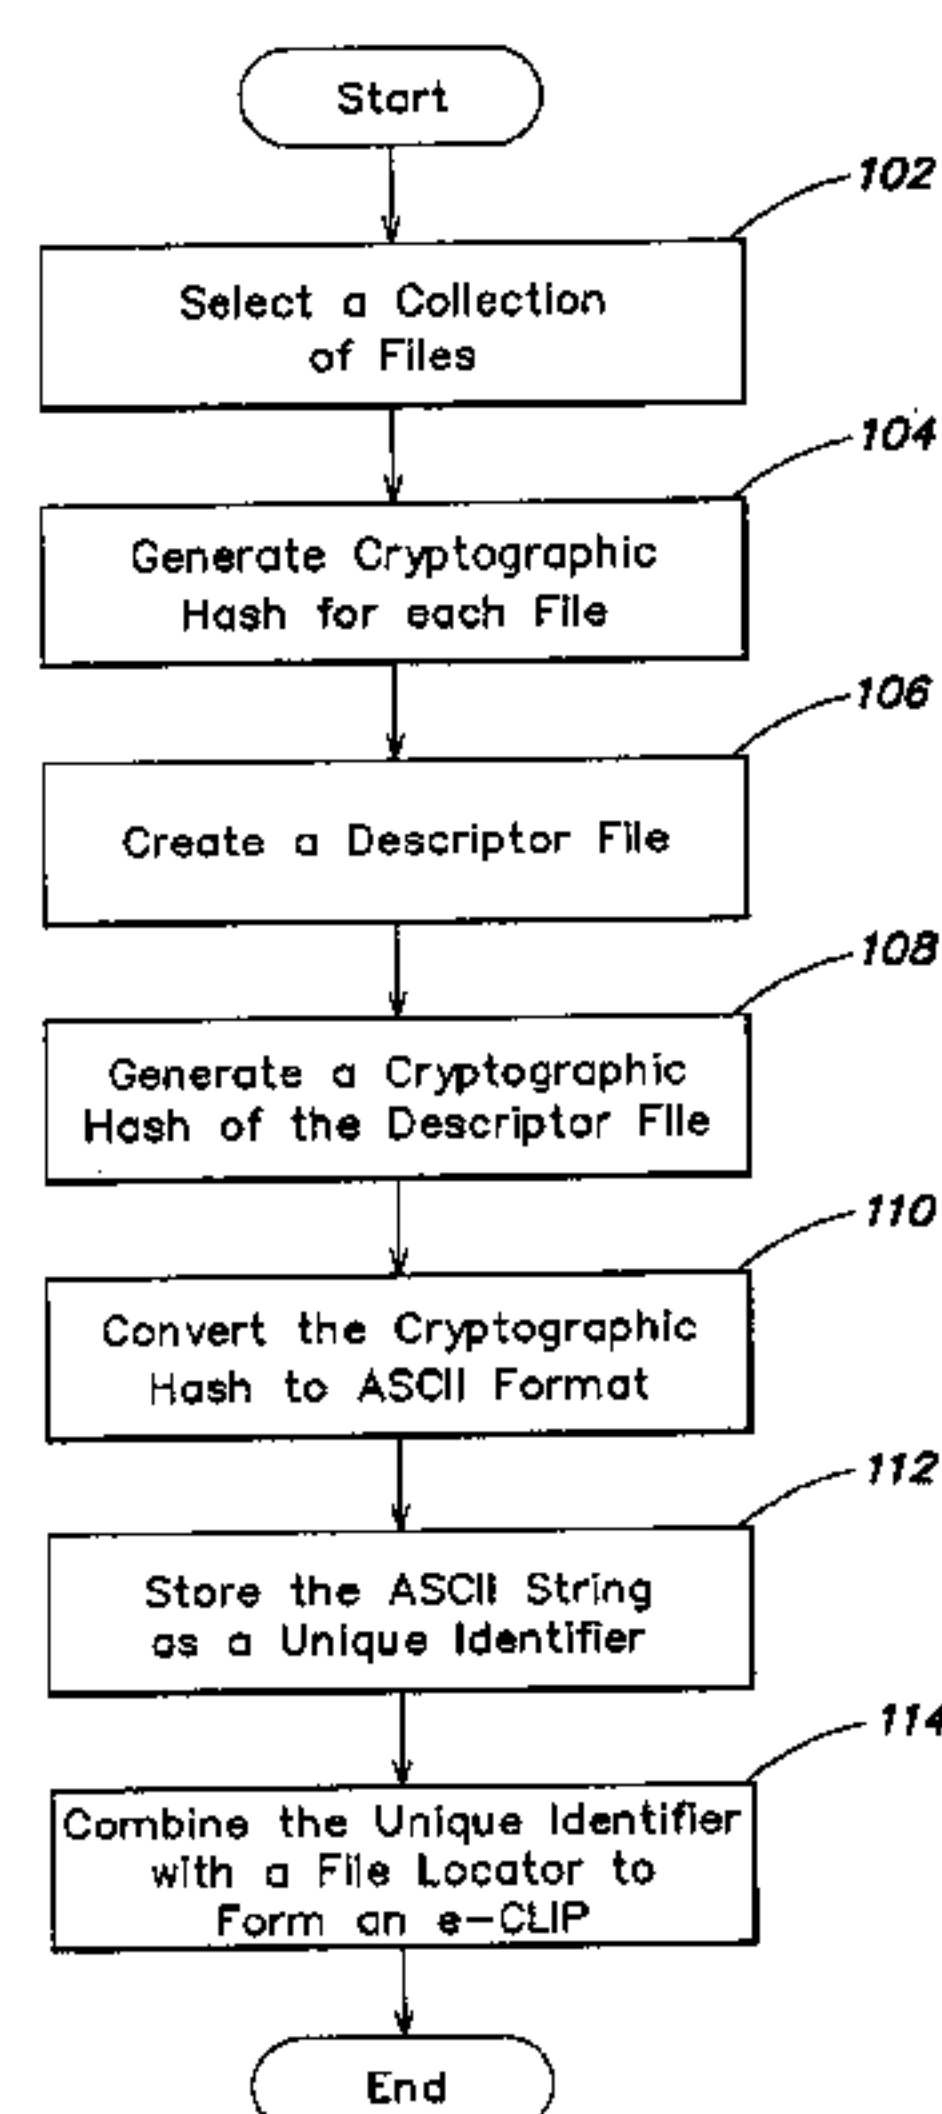 Start
102
Select a Collection
of Files
104
Generate Cryptographic
Hash for each File
106
Create a Descriptor File
108
Generate a Cryptographic
Hash of the Descriptor File
110
Convert the Cryptographic
Hash to ASCII Format
112
Store the ASCII String
as a Unique Identifier
114
Combine the Unique Identifier
with a File Locator to
Form an e-CLIP
End